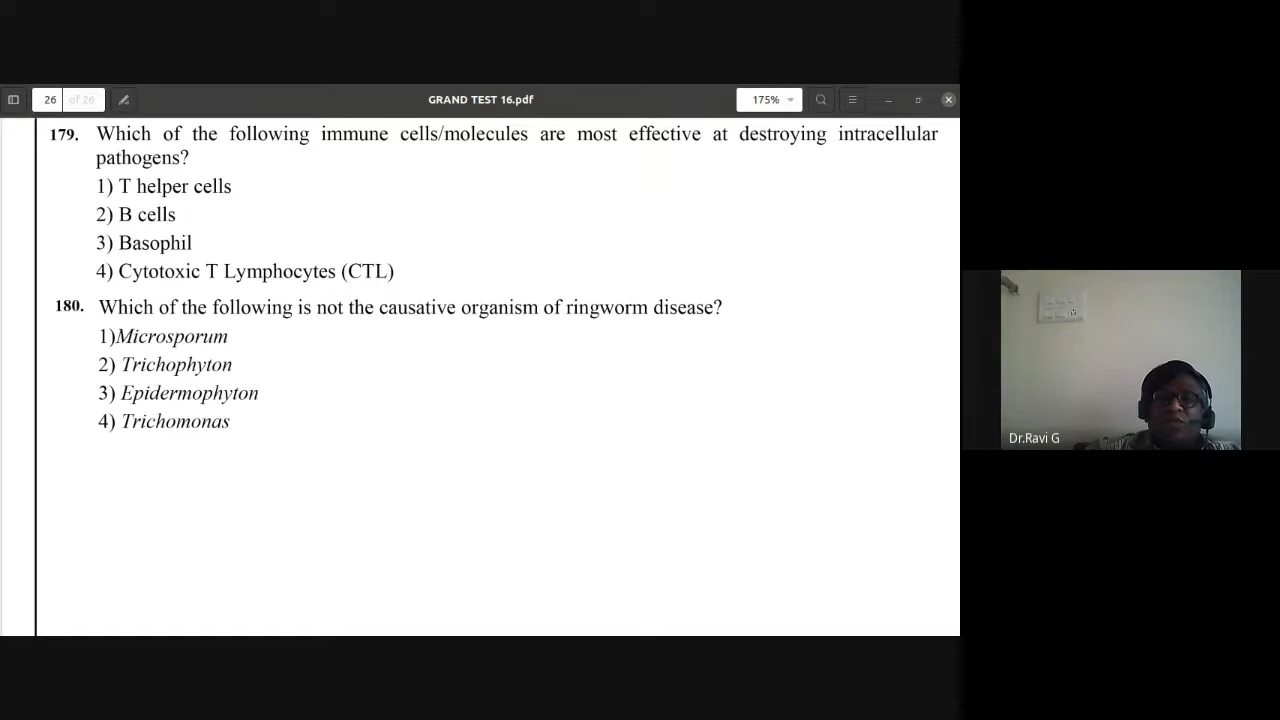 26 of 26
GRAND TEST 16.pdf
175%
179. Which of the following immune cells/molecules are most effective at destroying intracellular
pathogens?
1) T helper cells
2) B cells
3) Basophil
4) Cytotoxic T Lymphocytes (CTL)
180. Which of the following is not the causative organism of ringworm disease?
1)Microsporum
2) Trichophyton
3) Epidermophyton
4) Trichomonas
Dr.Ravi G